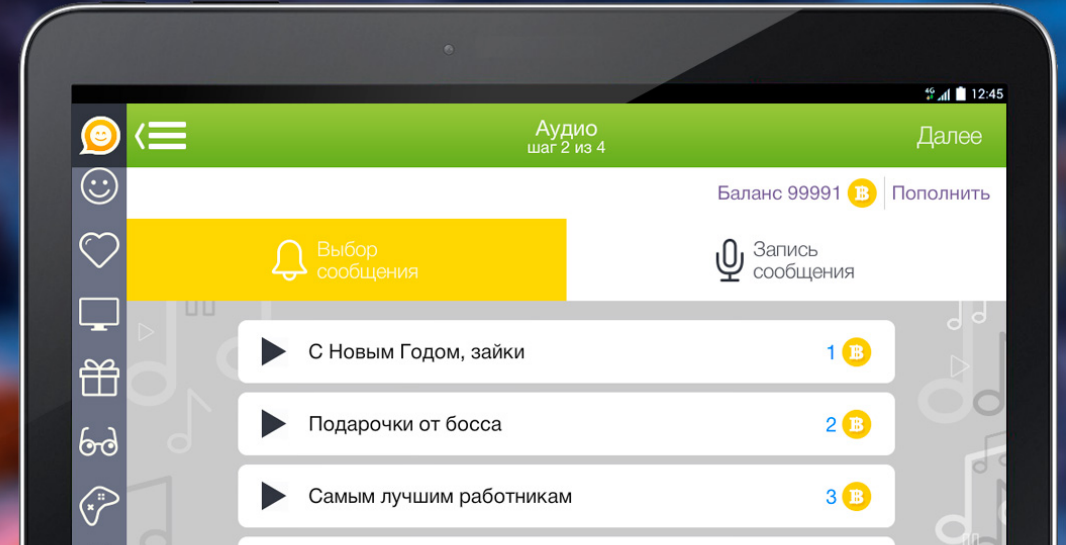 4G 12:45
Аудио
шаг 2 из 4
Далее
Баланс 99991 B Пополнить
Выбор
сообщения
Запись
сообщения
С Новым Годом, зайки 1 B
Подарочки от босса 2 B
Самым лучшим работникам 3 B